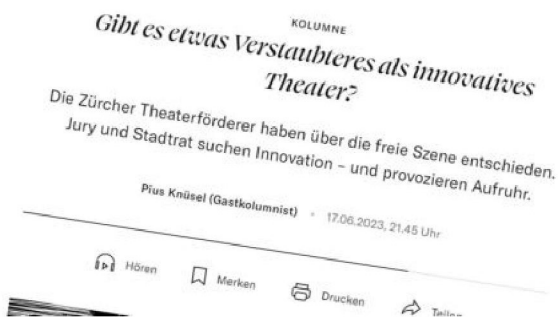 KOLUMNE
Gibt es etwas Verstaubteres als innovatives
Theater?
Die Zürcher Theaterförderer haben über die freie Szene entschieden.
Jury und Stadtrat suchen Innovation – und provozieren Aufruhr.
Pius Knüsel (Gastkolumnist) • 17.06.2023, 21.45 Uhr
Hören Merken Drucken